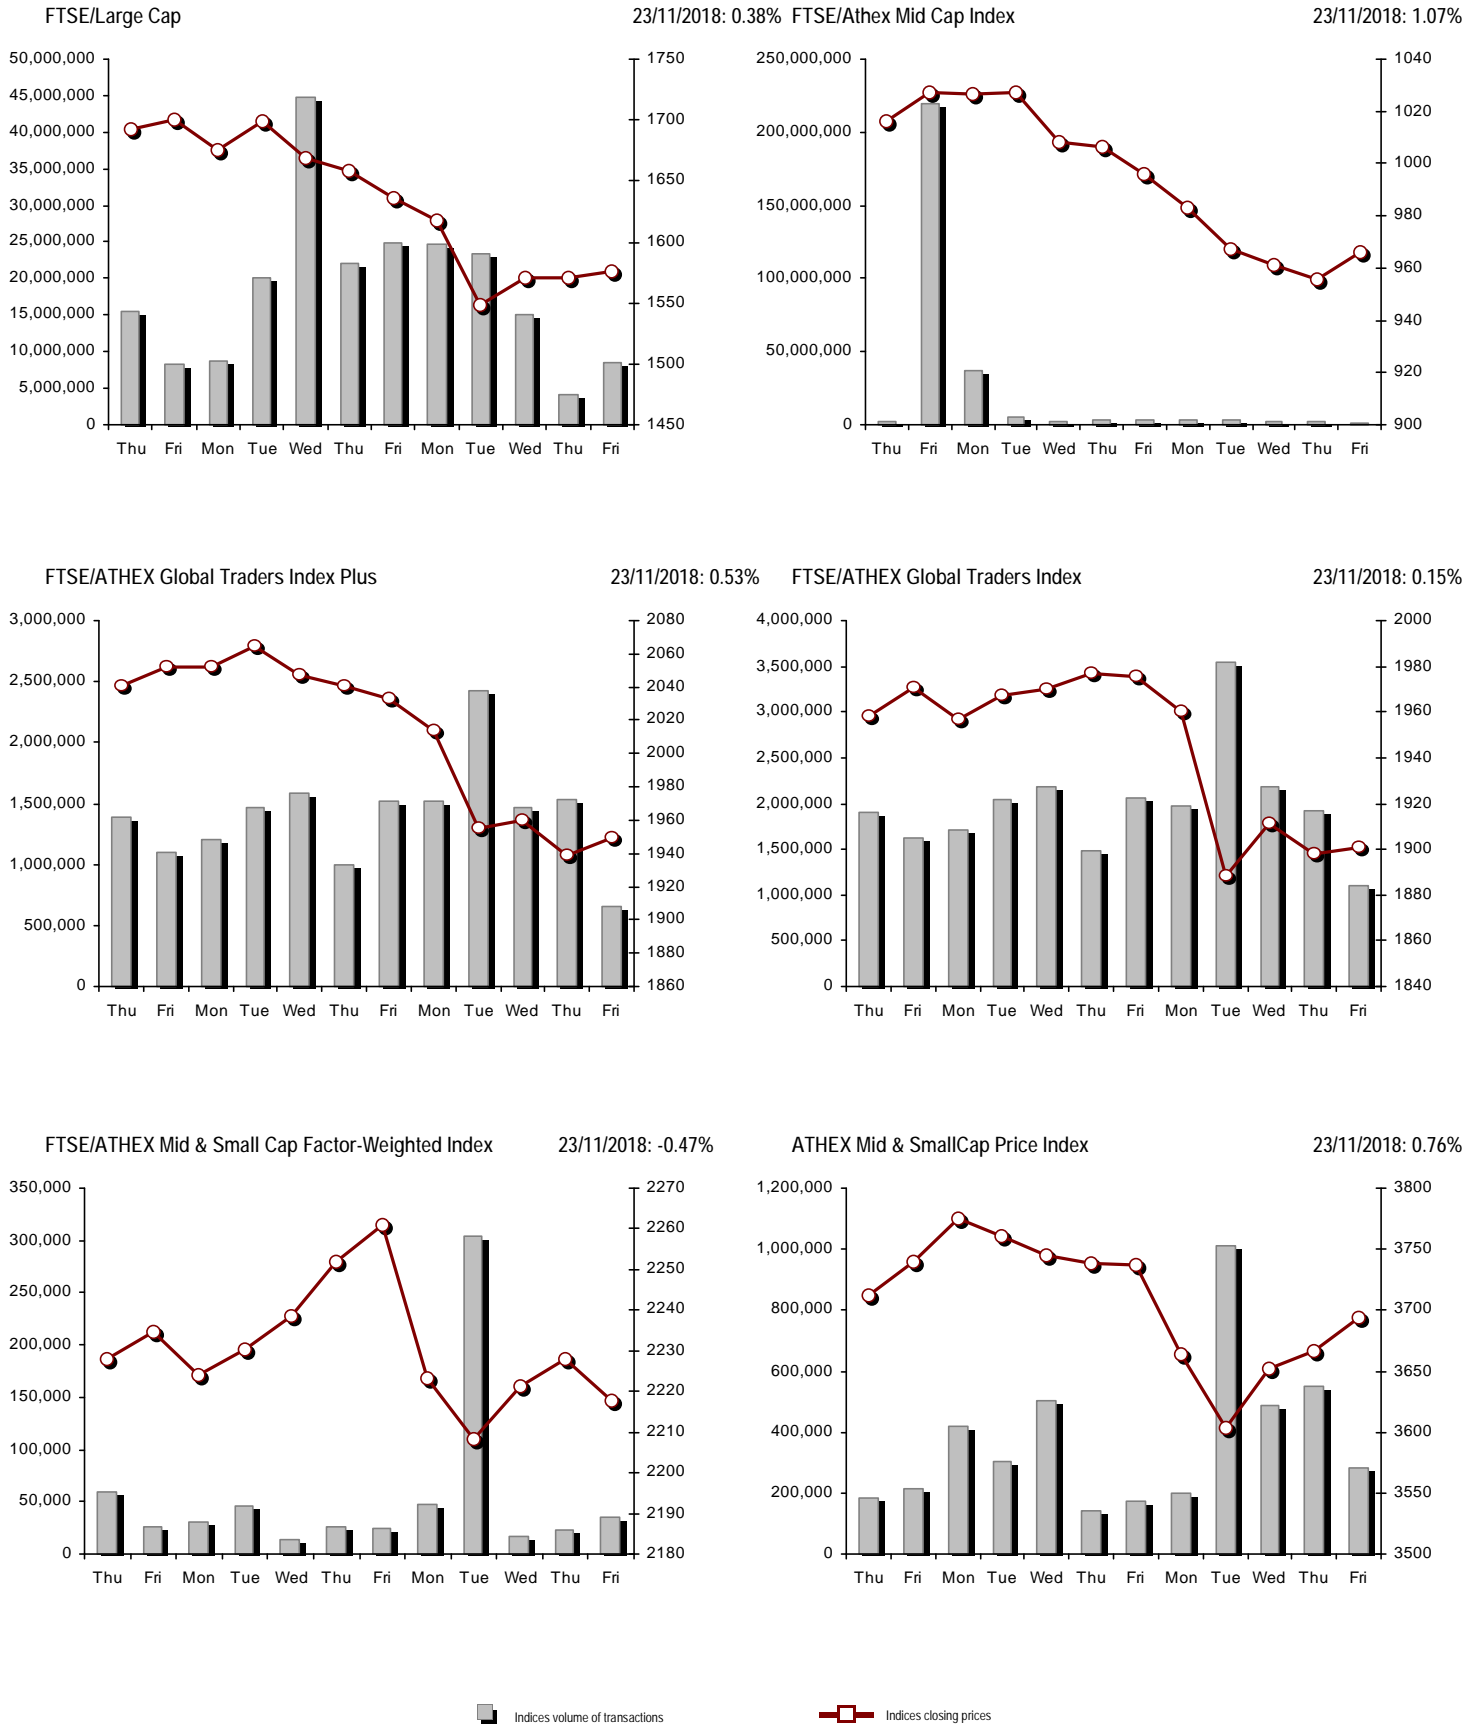 FTSE/Large Cap 23/11/2018: 0.38% FTSE/Athex Mid Cap Index 23/11/2018: 1.07%
50,000,000 1750 250,000,000 1040
45,000,000
40,000,000 1700 200,000,000 1020
35,000,000 1650 1000
30,000,000 150,000,000 980
25,000,000 1600
20,000,000 100,000,000 960
15,000,000 1550 940
10,000,000 1500 50,000,000 920
5,000,000
0 1450 0 900
Thu Fri Mon Tue Wed Thu Fri Mon Tue Wed Thu Fri Thu Fri Mon Tue Wed Thu Fri Mon Tue Wed Thu Fri
FTSE/ATHEX Global Traders Index Plus 23/11/2018: 0.53% FTSE/ATHEX Global Traders Index 23/11/2018: 0.15%
3,000,000 2080 4,000,000 2000
2060
2,500,000 2040 3,500,000 1980
2020 3,000,000 1960
2,000,000 2000
1980 2,500,000 1940
1,500,000 1960 2,000,000 1920
1940 1,500,000 1900
1,000,000 1920
1,000,000 1880
500,000 1900
1880 500,000 1860
0 1860 0 1840
Thu Fri Mon Tue Wed Thu Fri Mon Tue Wed Thu Fri Thu Fri Mon Tue Wed Thu Fri Mon Tue Wed Thu Fri
FTSE/ATHEX Mid & Small Cap Factor-Weighted Index 23/11/2018: -0.47% ATHEX Mid & SmallCap Price Index 23/11/2018: 0.76%
350,000 2270 1,200,000 3800
2260
300,000 2250 1,000,000 3750
250,000 2240 800,000 3700
200,000 2230
150,000 2220 600,000 3650
2210 400,000 3600
100,000 2200
50,000 2190 200,000 3550
0 2180 0 3500
Thu Fri Mon Tue Wed Thu Fri Mon Tue Wed Thu Fri Thu Fri Mon Tue Wed Thu Fri Mon Tue Wed Thu Fri
Indices volume of transactions Indices closing prices